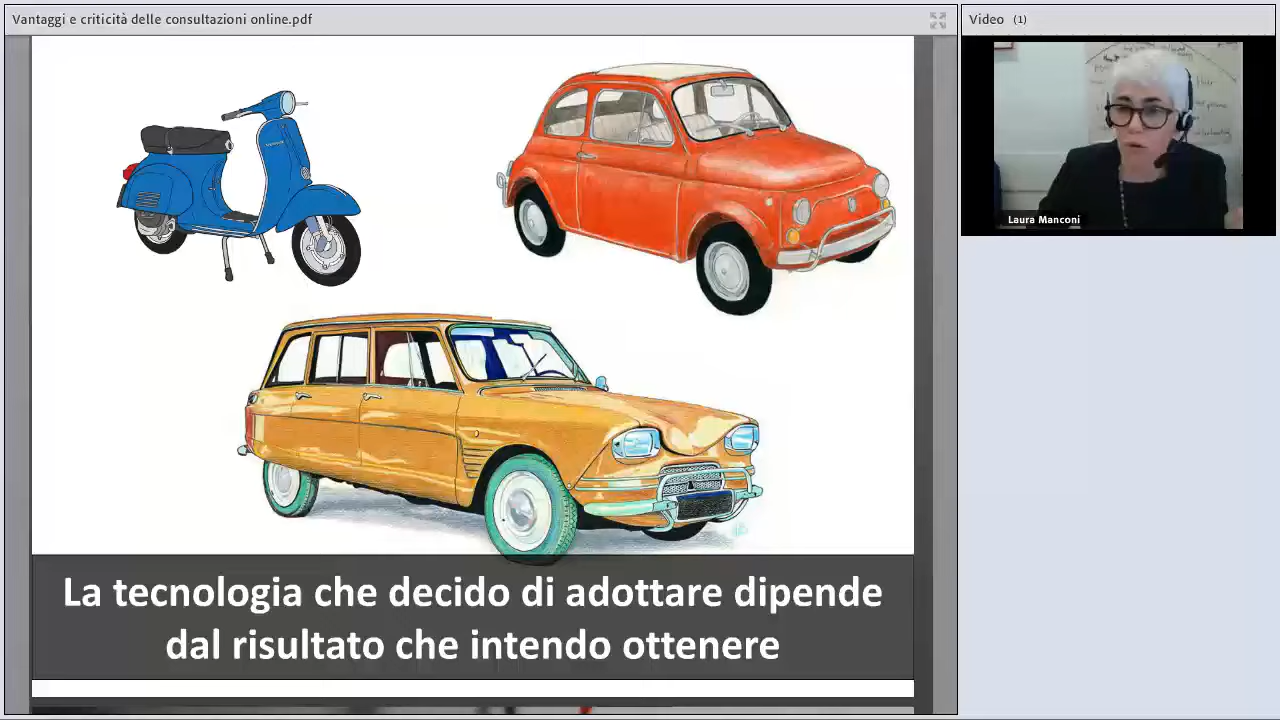 Vantaggi e criticità delle consultazioni online.pdf
Video (1)
Laura Manconi
La tecnologia che decido di adottare dipende
dal risultato che intendo ottenere